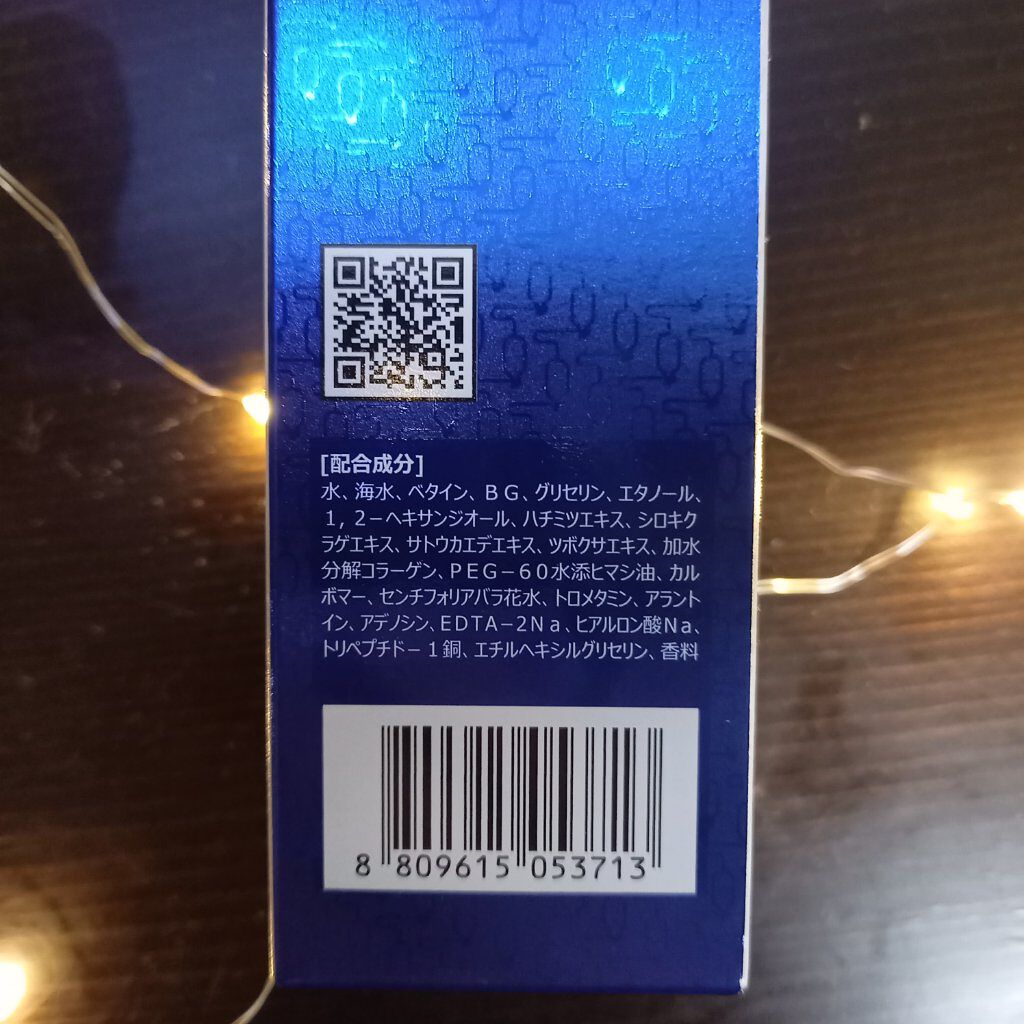 [配合成分]
水、海水、ベタイン、BG、グリセリン、エタノール、
1,2−ヘキサンジオール、ハチミツエキス、シロキク
ラゲエキス、サトウカエデエキス、ツボクサエキス、加水
分解コラーゲン、PEG−60水添ヒマシ油、カル
ボマー、センチフォリアバラ花水、トロメタミン、アラント
イン、アデノシン、EDTA−2Na、ヒアルロン酸Na、
トリペプチド−1銅、エチルヘキシルグリセリン、香料
8 809615 053713